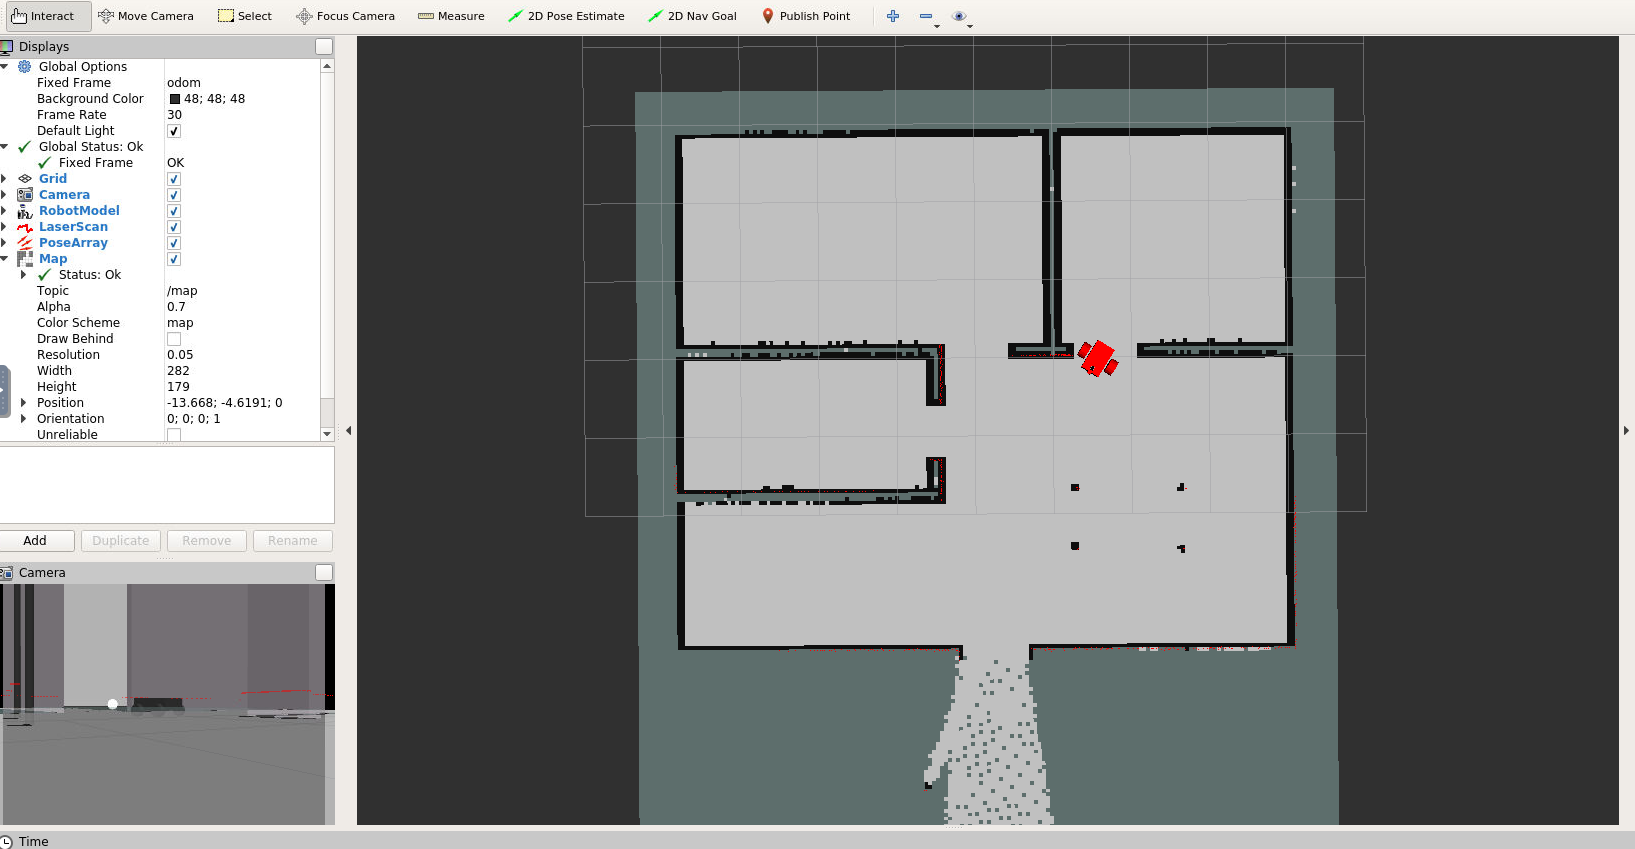 Interact Move Camera Select Focus Camera Measure 2D Pose Estimate 2D Nav Goal Publish Point
Displays
Global Options
Fixed Frame odom
Background Color 48; 48; 48
Frame Rate 30
Default Light
Global Status: Ok
Fixed Frame OK
Grid
Camera
RobotModel
LaserScan
PoseArray
Map
Status: Ok
Topic /map
Alpha 0.7
Color Scheme map
Draw Behind
Resolution 0.05
Width 282
Height 179
Position -13.668; -4.6191; 0
Orientation 0; 0; 0; 1
Unreliable
Add Duplicate Remove Rename
Camera
Time